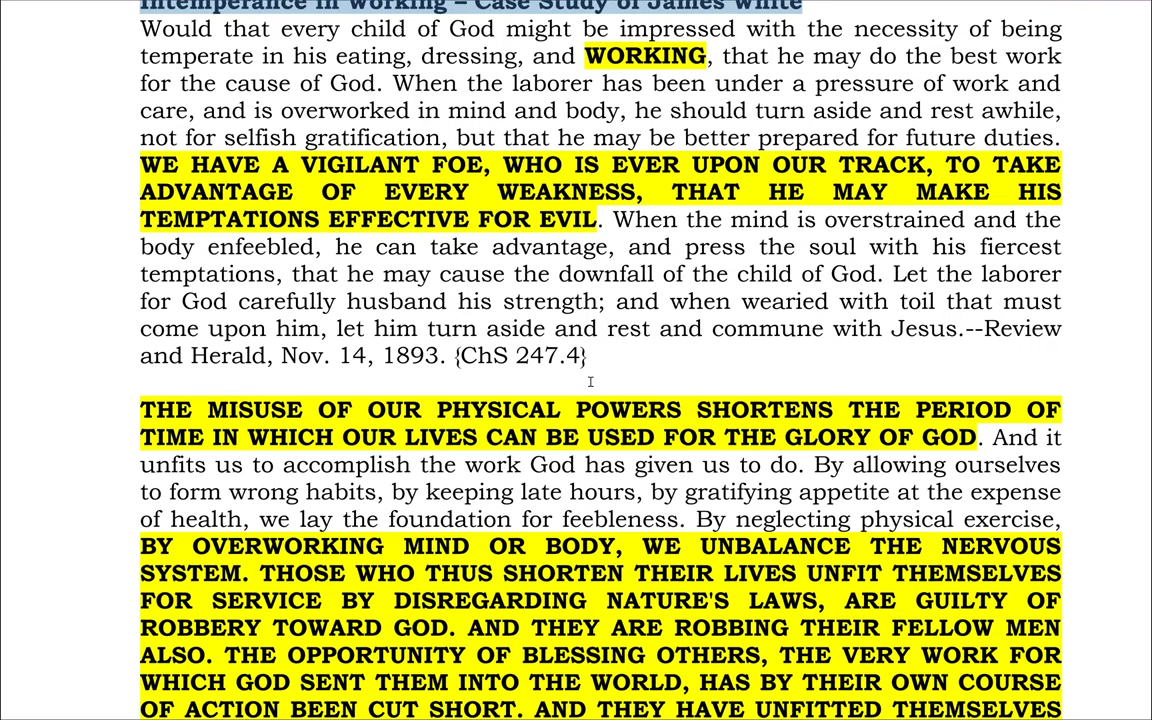 Intemperance in Working – Case Study of James White
Would that every child of God might be impressed with the necessity of being
temperate in his eating, dressing, and WORKING, that he may do the best work
for the cause of God. When the laborer has been under a pressure of work and
care, and is overworked in mind and body, he should turn aside and rest awhile,
not for selfish gratification, but that he may be better prepared for future duties.
WE HAVE A VIGILANT FOE, WHO IS EVER UPON OUR TRACK, TO TAKE
ADVANTAGE OF EVERY WEAKNESS, THAT HE MAY MAKE HIS
TEMPTATIONS EFFECTIVE FOR EVIL. When the mind is overstrained and the
body enfeebled, he can take advantage, and press the soul with his fiercest
temptations, that he may cause the downfall of the child of God. Let the laborer
for God carefully husband his strength; and when wearied with toil that must
come upon him, let him turn aside and rest and commune with Jesus.--Review
and Herald, Nov. 14, 1893. {ChS 247.4}
THE MISUSE OF OUR PHYSICAL POWERS SHORTENS THE PERIOD OF
TIME IN WHICH OUR LIVES CAN BE USED FOR THE GLORY OF GOD. And it
unfits us to accomplish the work God has given us to do. By allowing ourselves
to form wrong habits, by keeping late hours, by gratifying appetite at the expense
of health, we lay the foundation for feebleness. By neglecting physical exercise,
BY OVERWORKING MIND OR BODY, WE UNBALANCE THE NERVOUS
SYSTEM. THOSE WHO THUS SHORTEN THEIR LIVES UNFIT THEMSELVES
FOR SERVICE BY DISREGARDING NATURE'S LAWS, ARE GUILTY OF
ROBBERY TOWARD GOD. AND THEY ARE ROBBING THEIR FELLOW MEN
ALSO. THE OPPORTUNITY OF BLESSING OTHERS, THE VERY WORK FOR
WHICH GOD SENT THEM INTO THE WORLD, HAS BY THEIR OWN COURSE
OF ACTION BEEN CUT SHORT. AND THEY HAVE UNFITTED THEMSELVES